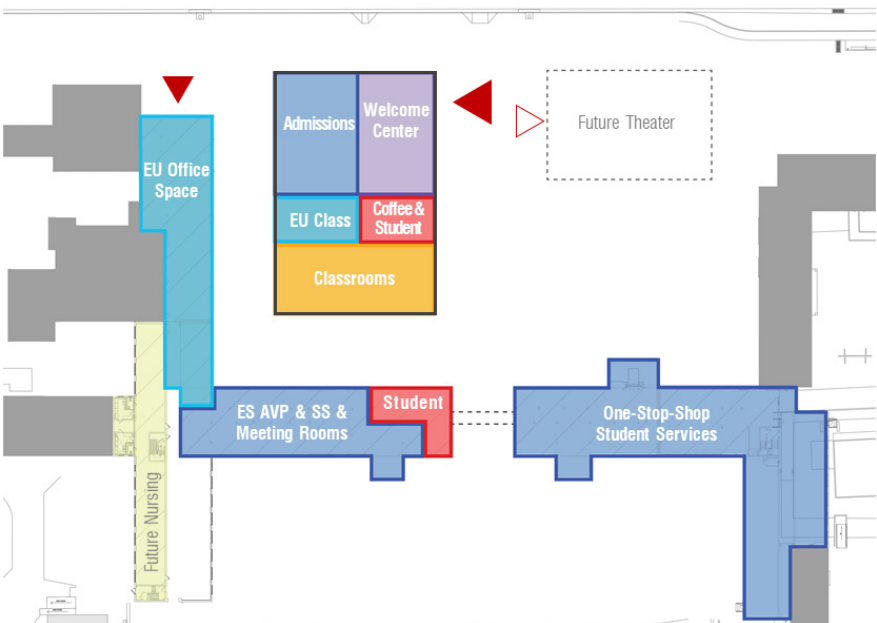 Admissions
Welcome
Center
Future Theater
EU Office
Space
EU Class
Coffee &
Student
Classrooms
ES AVP & SS &
Meeting Rooms
Student
One-Stop-Shop
Student Services
Future Nursing